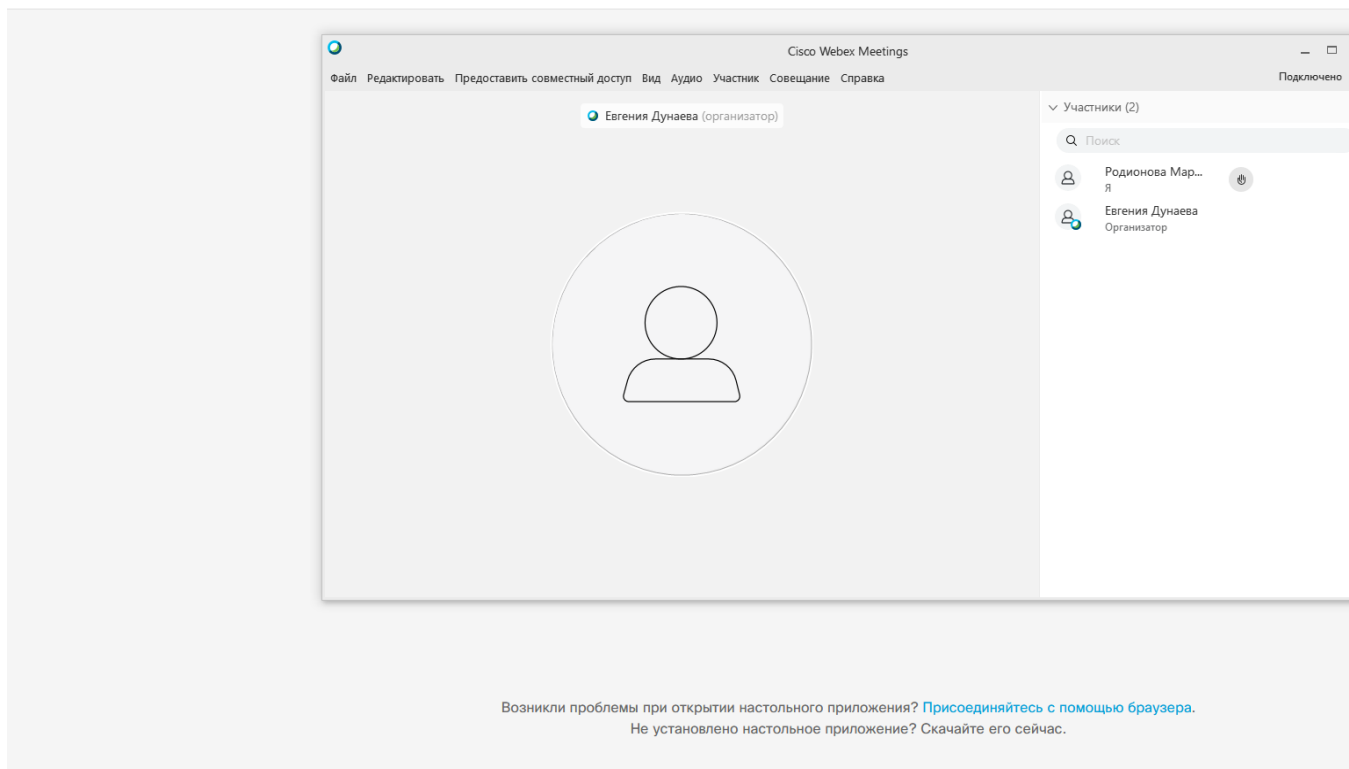 Cisco Webex Meetings
Файл Редактировать Предоставить совместный доступ Вид Аудио Участник Совещание Справка
Подключено
Евгения Дунаева (организатор)
Участники (2)
Поиск
Родионова Мар...
Я
Евгения Дунаева
Организатор
Возникли проблемы при открытии настольного приложения? Присоединяйтесь с помощью браузера.
Не установлено настольное приложение? Скачайте его сейчас.